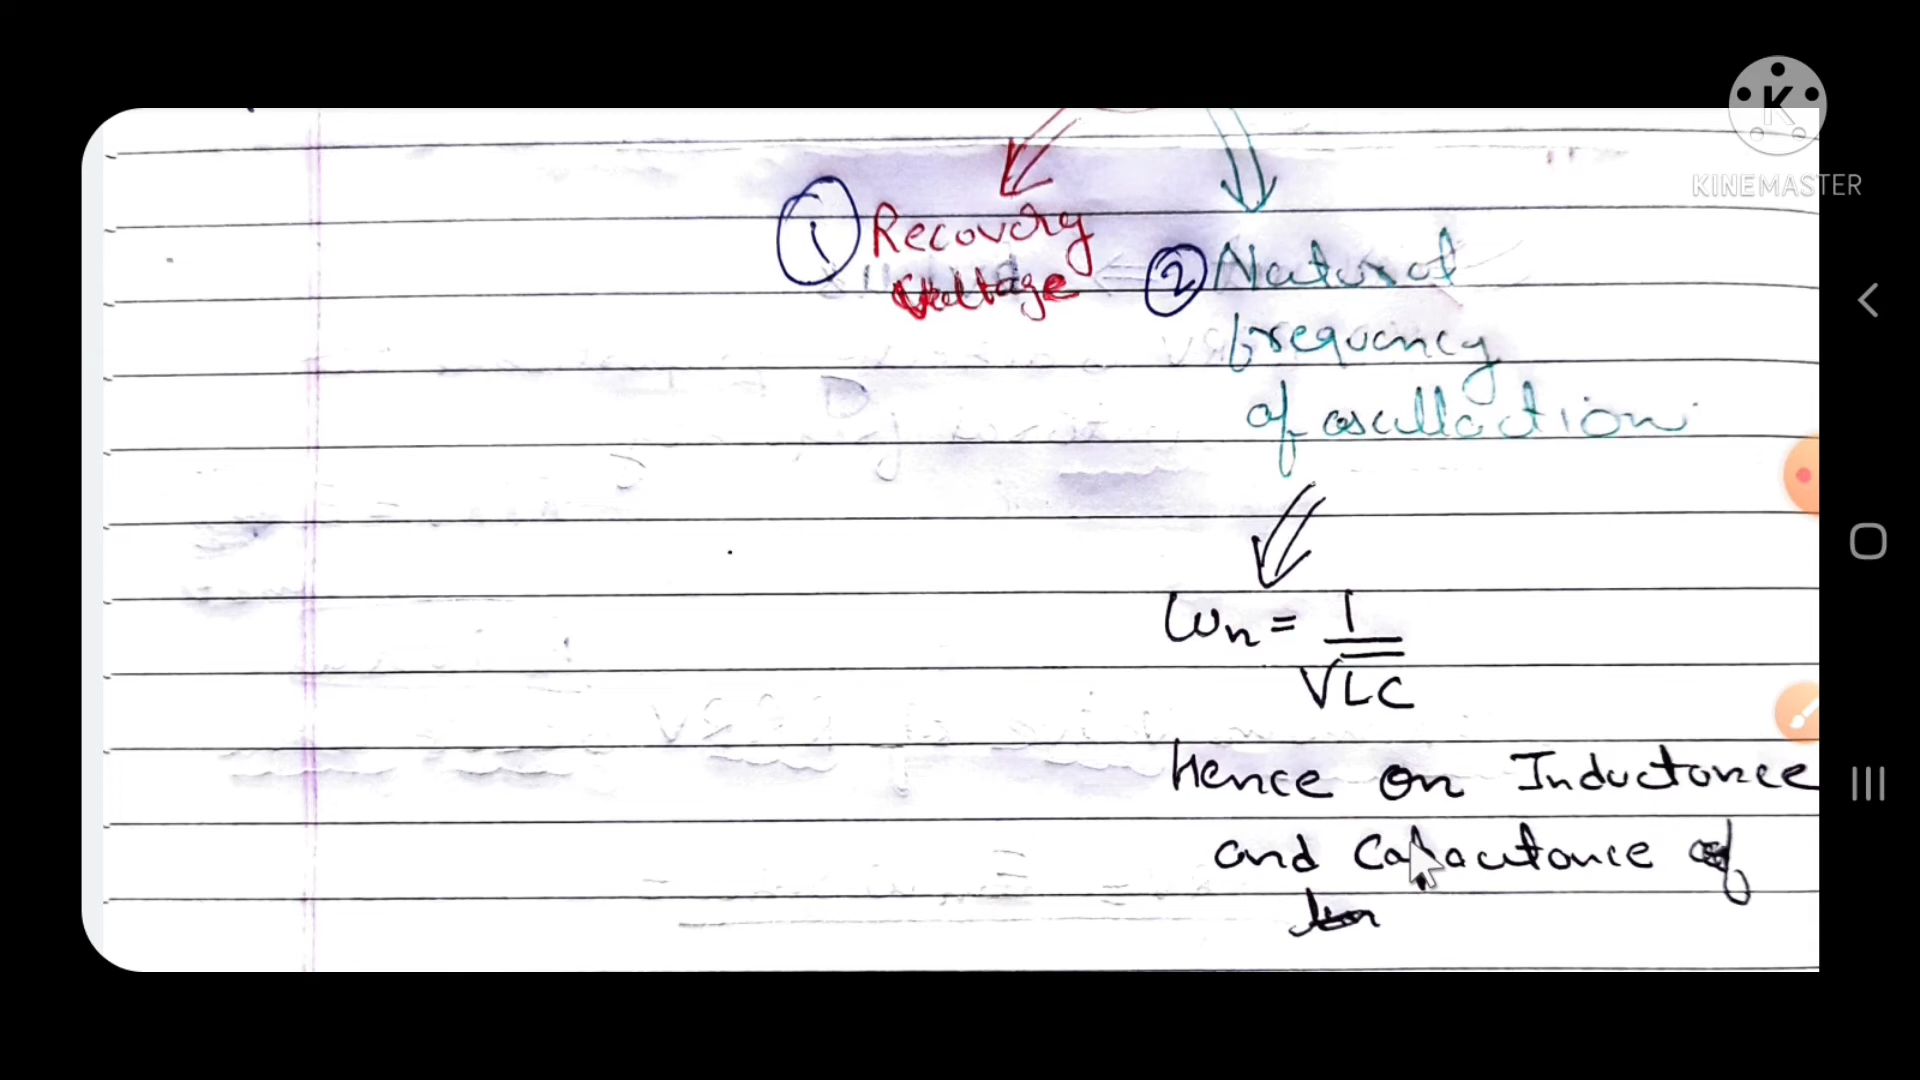 KINEMASTER
① Recovery
Voltage
② Natural
frequency
of oscillation
ωn = 1
√LC
Hence on Inductance
and Capacitance of